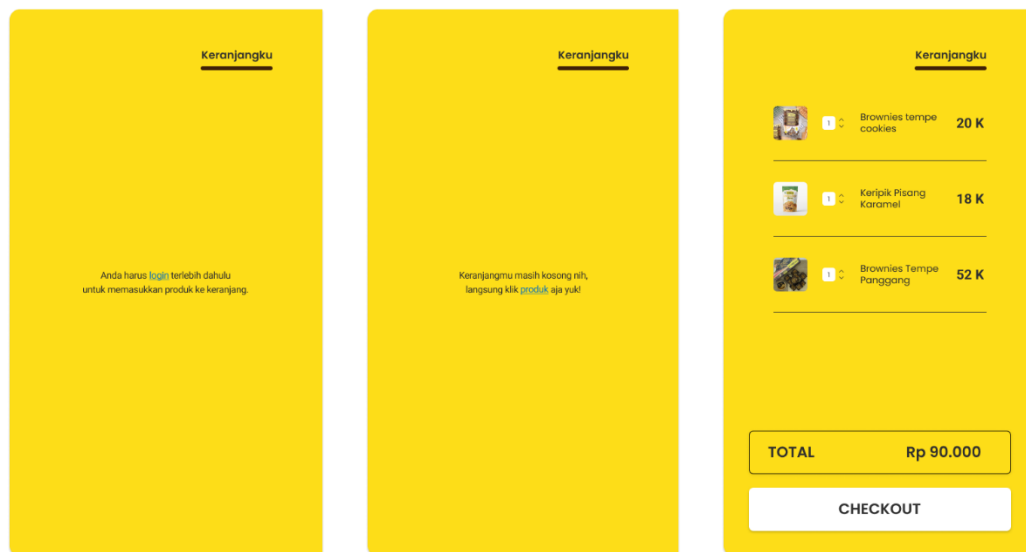 Keranjangku
Anda harus login terlebih dahulu
untuk memasukkan produk ke keranjang.
Keranjangku
Keranjangmu masih kosong nih,
langsung klik produk aja yuk!
Keranjangku
1
Brownies tempe
cookies
20 K
1
Keripik Pisang
Karamel
18 K
1
Brownies Tempe
Panggang
52 K
TOTAL
Rp 90.000
CHECKOUT